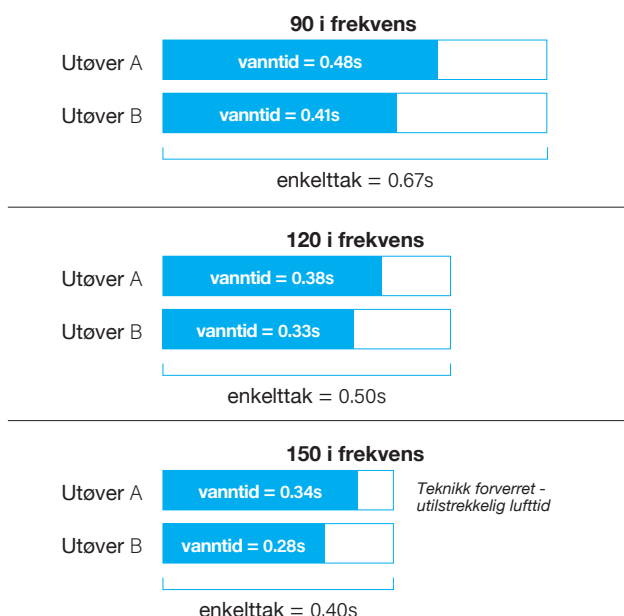 90 i frekvens
Utøver A
vanntid = 0.48s
Utøver B
vanntid = 0.41s
enkelttak = 0.67s
120 i frekvens
Utøver A
vanntid = 0.38s
Utøver B
vanntid = 0.33s
enkelttak = 0.50s
150 i frekvens
Utøver A
vanntid = 0.34s
Teknikk forverret -
utilstrekkelig lufttid
Utøver B
vanntid = 0.28s
enkelttak = 0.40s